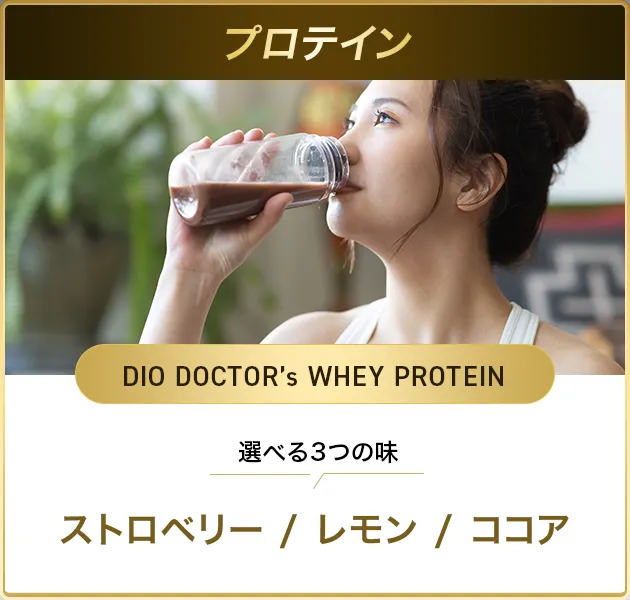 プロテイン
DIO DOCTOR's WHEY PROTEIN
選べる3つの味
ストロベリー / レモン / ココア